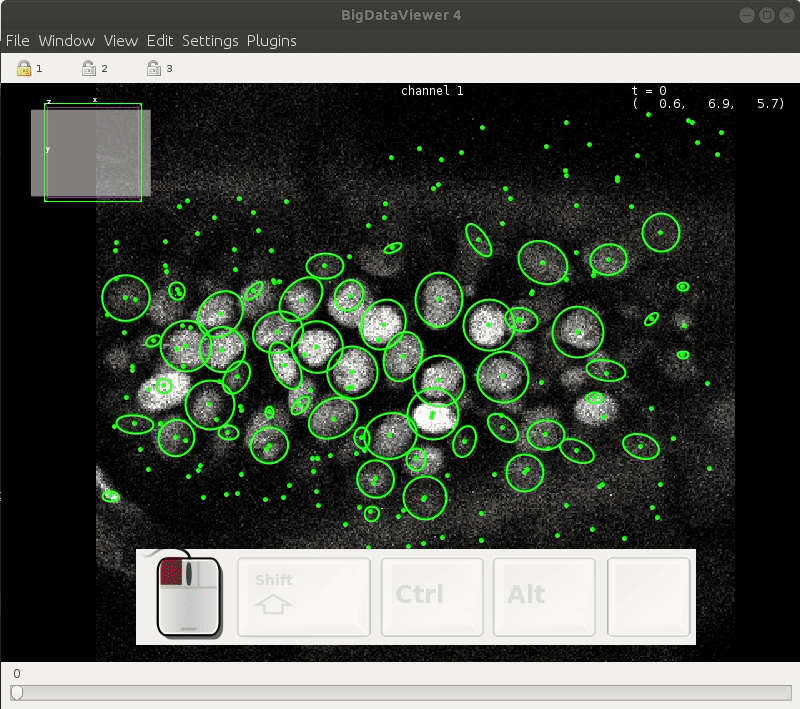 BigDataViewer 4
File Window View Edit Settings Plugins
1 2 3
channel 1
t = 0
( 0.6, 6.9, 5.7)
z x
y
Shift
Ctrl Alt
0